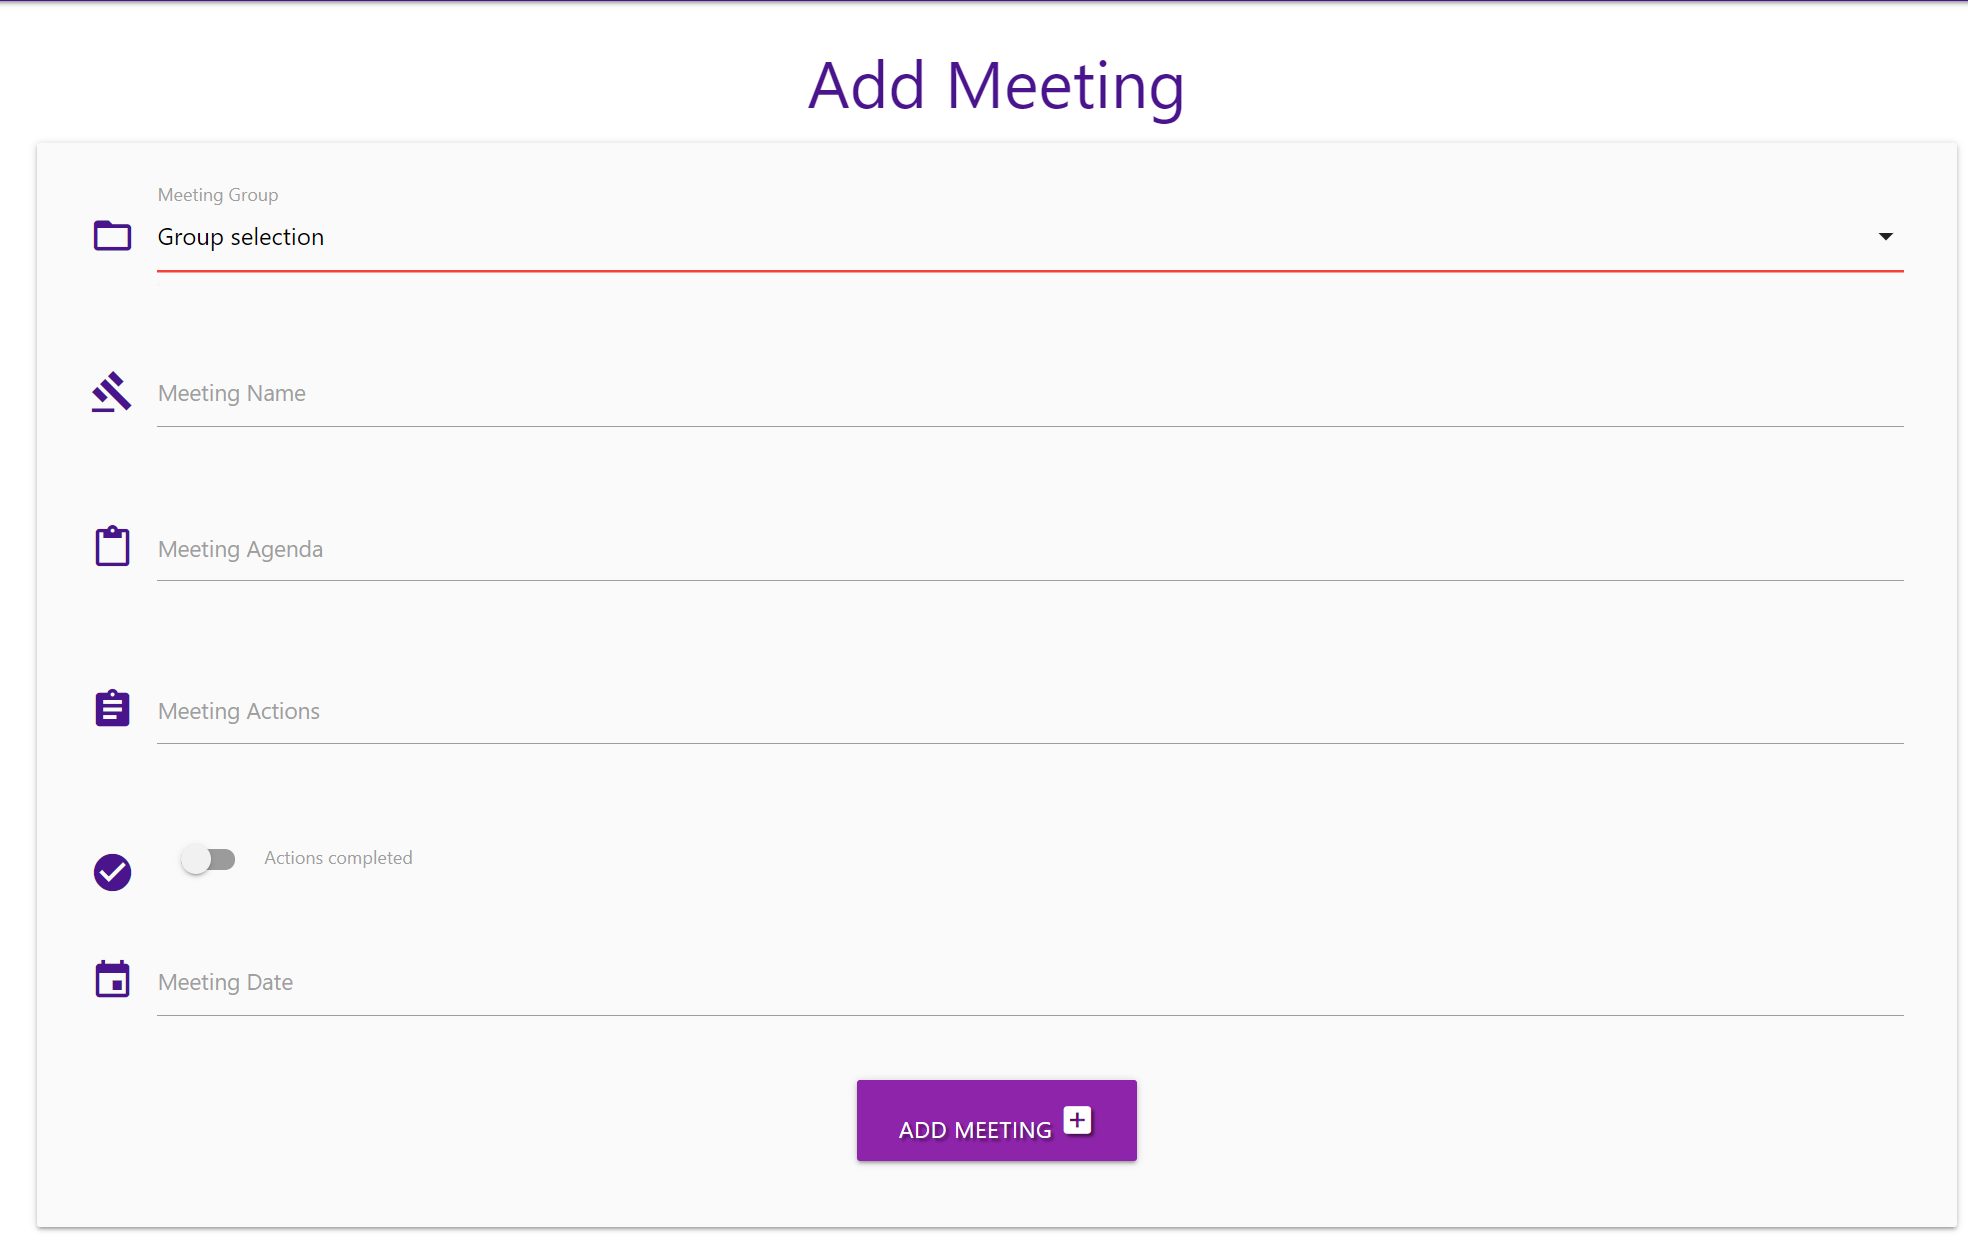 Add Meeting
Meeting Group
Group selection
Meeting Name
Meeting Agenda
Meeting Actions
Actions completed
Meeting Date
ADD MEETING